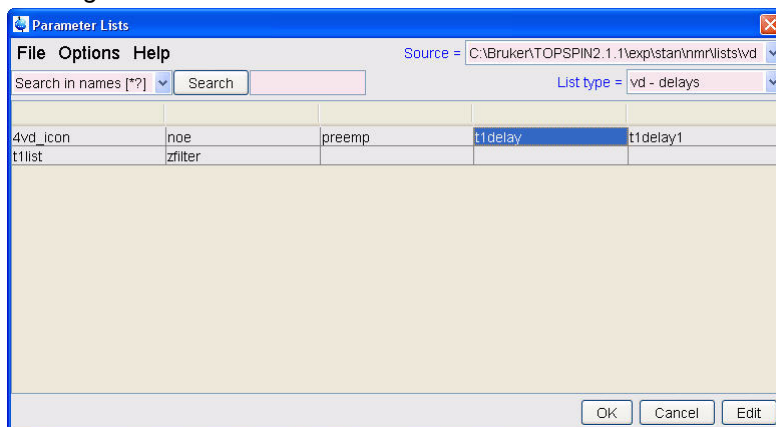 Parameter Lists
File Options Help Source = C:\Bruker\TOPSPIN2.1.1\exp\stan\nmr\lists\vd
Search in names [*?] Search List type = vd - delays
4vd_icon noe preemp t1delay t1delay1
t1list zfilter
OK Cancel Edit